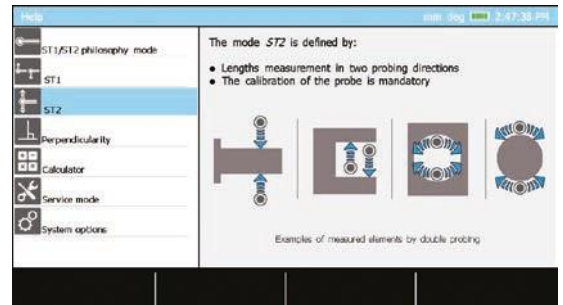 Help
mm deg 2:47:38 PM
ST1/ST2 philosophy mode
ST1
ST2
Perpendicularity
Calculator
Service mode
System options
The mode ST2 is defined by:
• Lengths measurement in two probing directions
• The calibration of the probe is mandatory
Examples of measured elements by double probing